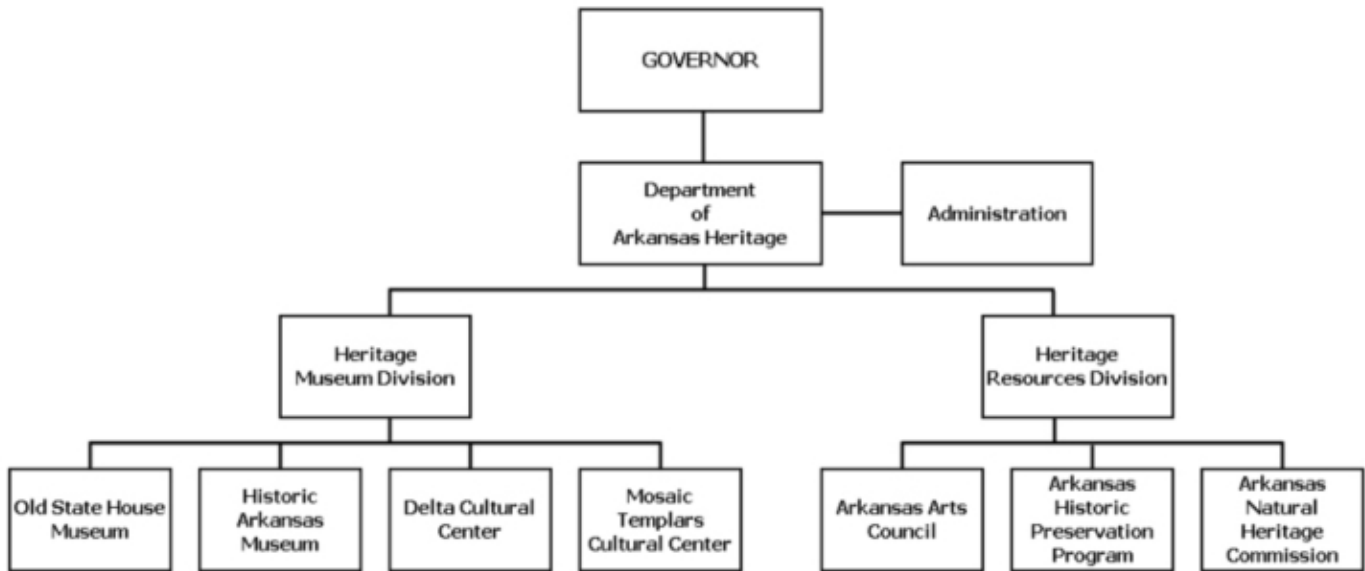 GOVERNOR
Department
of
Arkansas Heritage
Administration
Heritage
Museum Division
Heritage
Resources Division
Old State House
Museum
Historic
Arkansas
Museum
Delta Cultural
Center
Mosaic
Templars
Cultural Center
Arkansas Arts
Council
Arkansas
Historic
Preservation
Program
Arkansas
Natural
Heritage
Commission